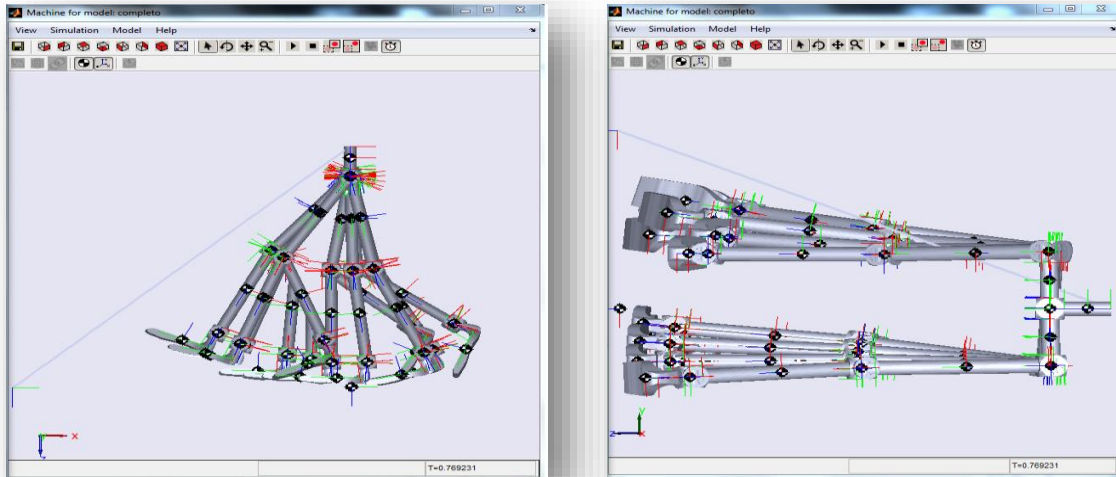 Machine for model: completo
View Simulation Model Help
X
T=0.769231
Machine for model: completo
View Simulation Model Help
Y
Z X
T=0.769231